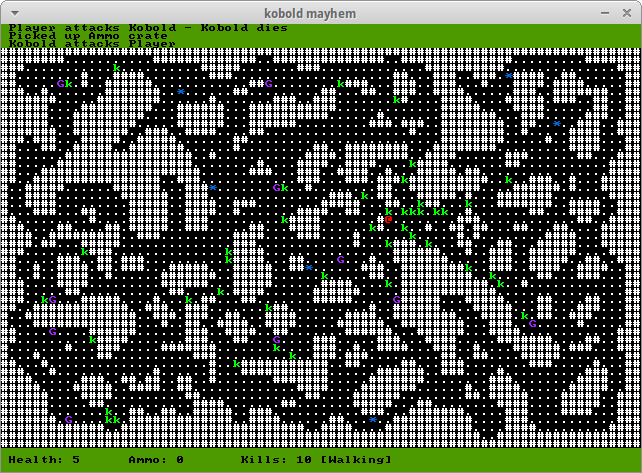 kobold mayhem
Player attacks Kobold - Kobold dies
Picked up Ammo crate
Kobold attacks Player
Health: 5 Ammo: 0 Kills: 10 [Walking]